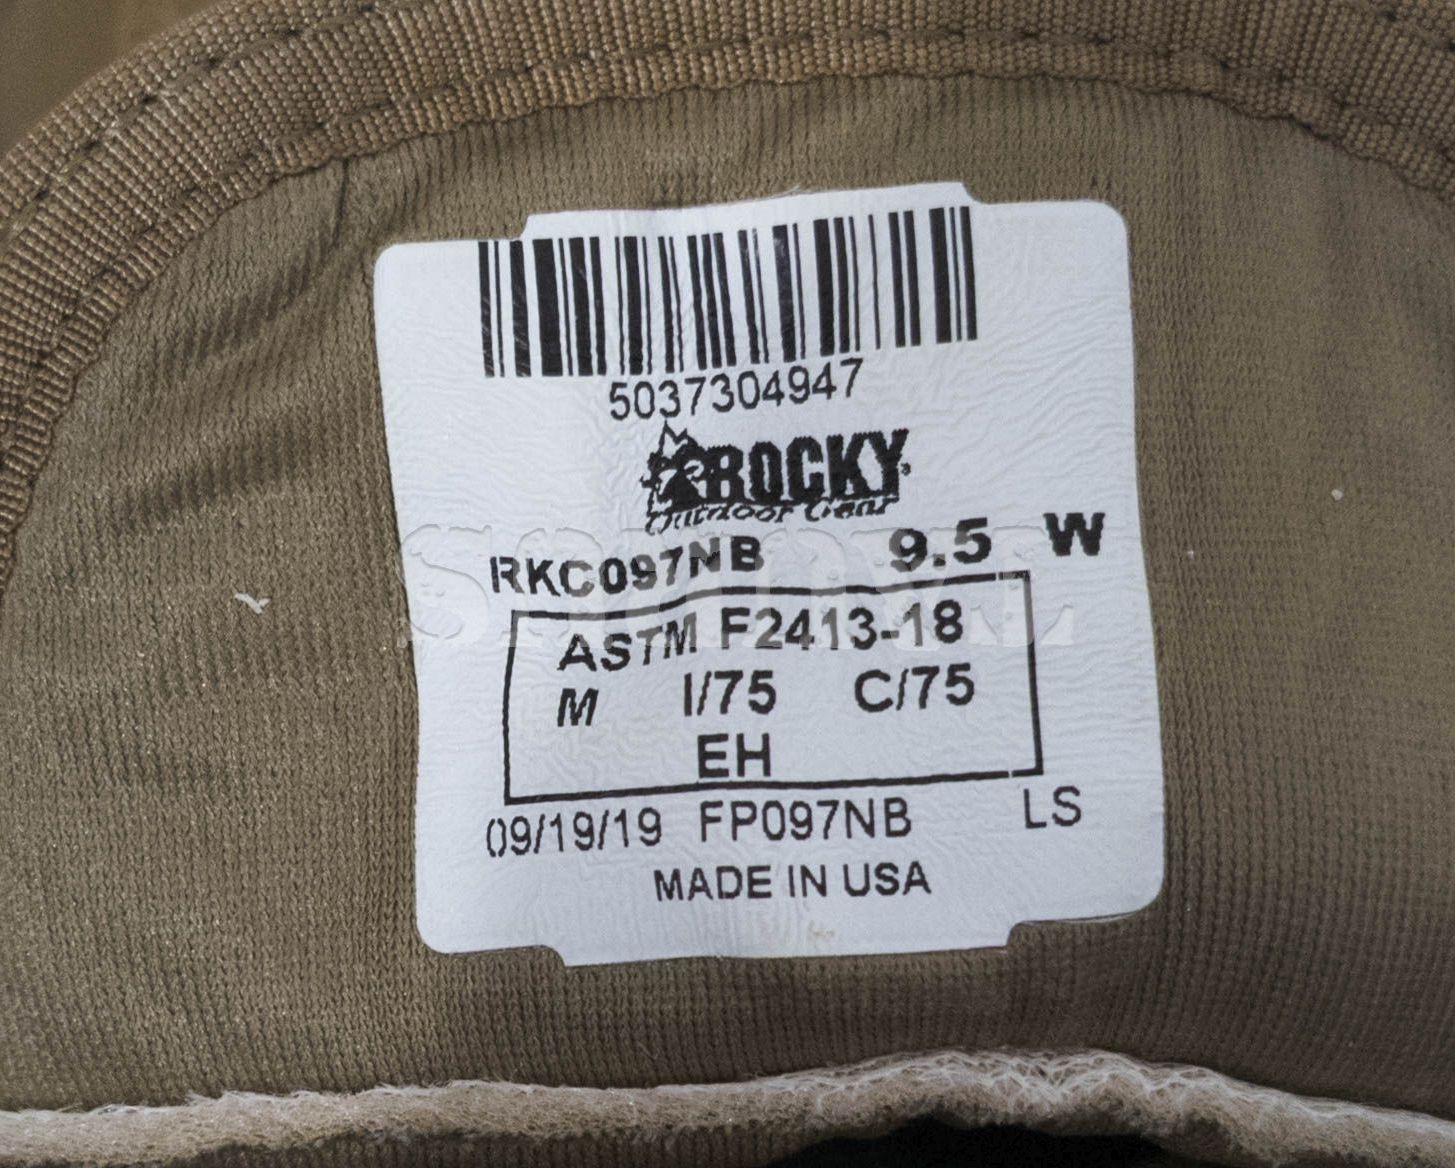 5037304947
ROCKY
Outdoor Gear
RKC097NB 9.5 W
ASTM F2413-18
M I/75 C/75
EH
09/19/19 FP097NB LS
MADE IN USA